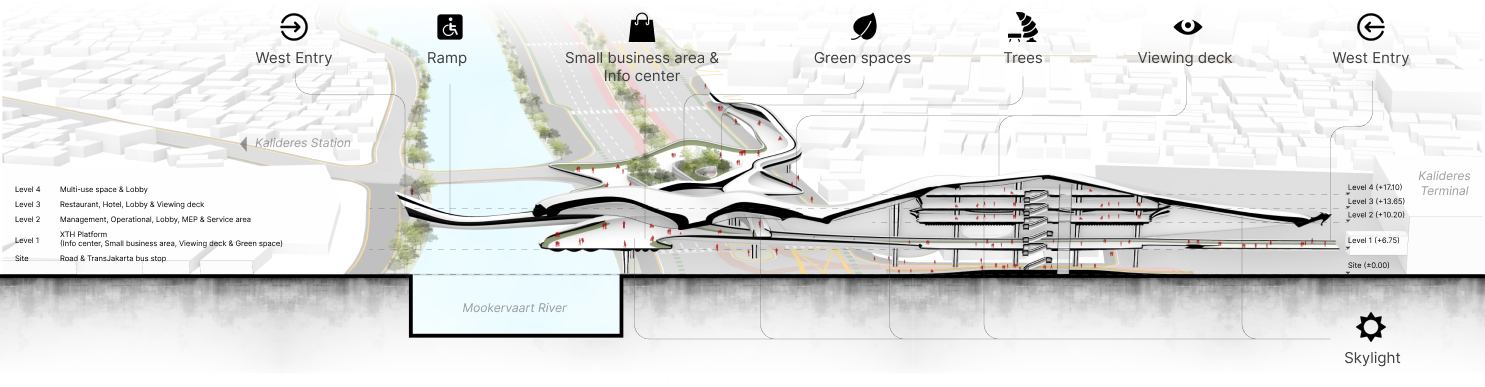 West Entry
Ramp
Small business area &
Info center
Green spaces
Trees
Viewing deck
West Entry
Kalideres Station
Kalideres
Terminal
Level 4 Multi-use space & Lobby
Level 3 Restaurant, Hotel, Lobby & Viewing deck
Level 2 Management, Operational, Lobby, MEP & Service area
Level 1 XTH Platform
(Info center, Small business area, Viewing deck & Green space)
Site Road & TransJakarta bus stop
Level 4 (+17.10)
Level 3 (+13.65)
Level 2 (+10.20)
Level 1 (+6.75)
Site (±0.00)
Mookervaart River
Skylight